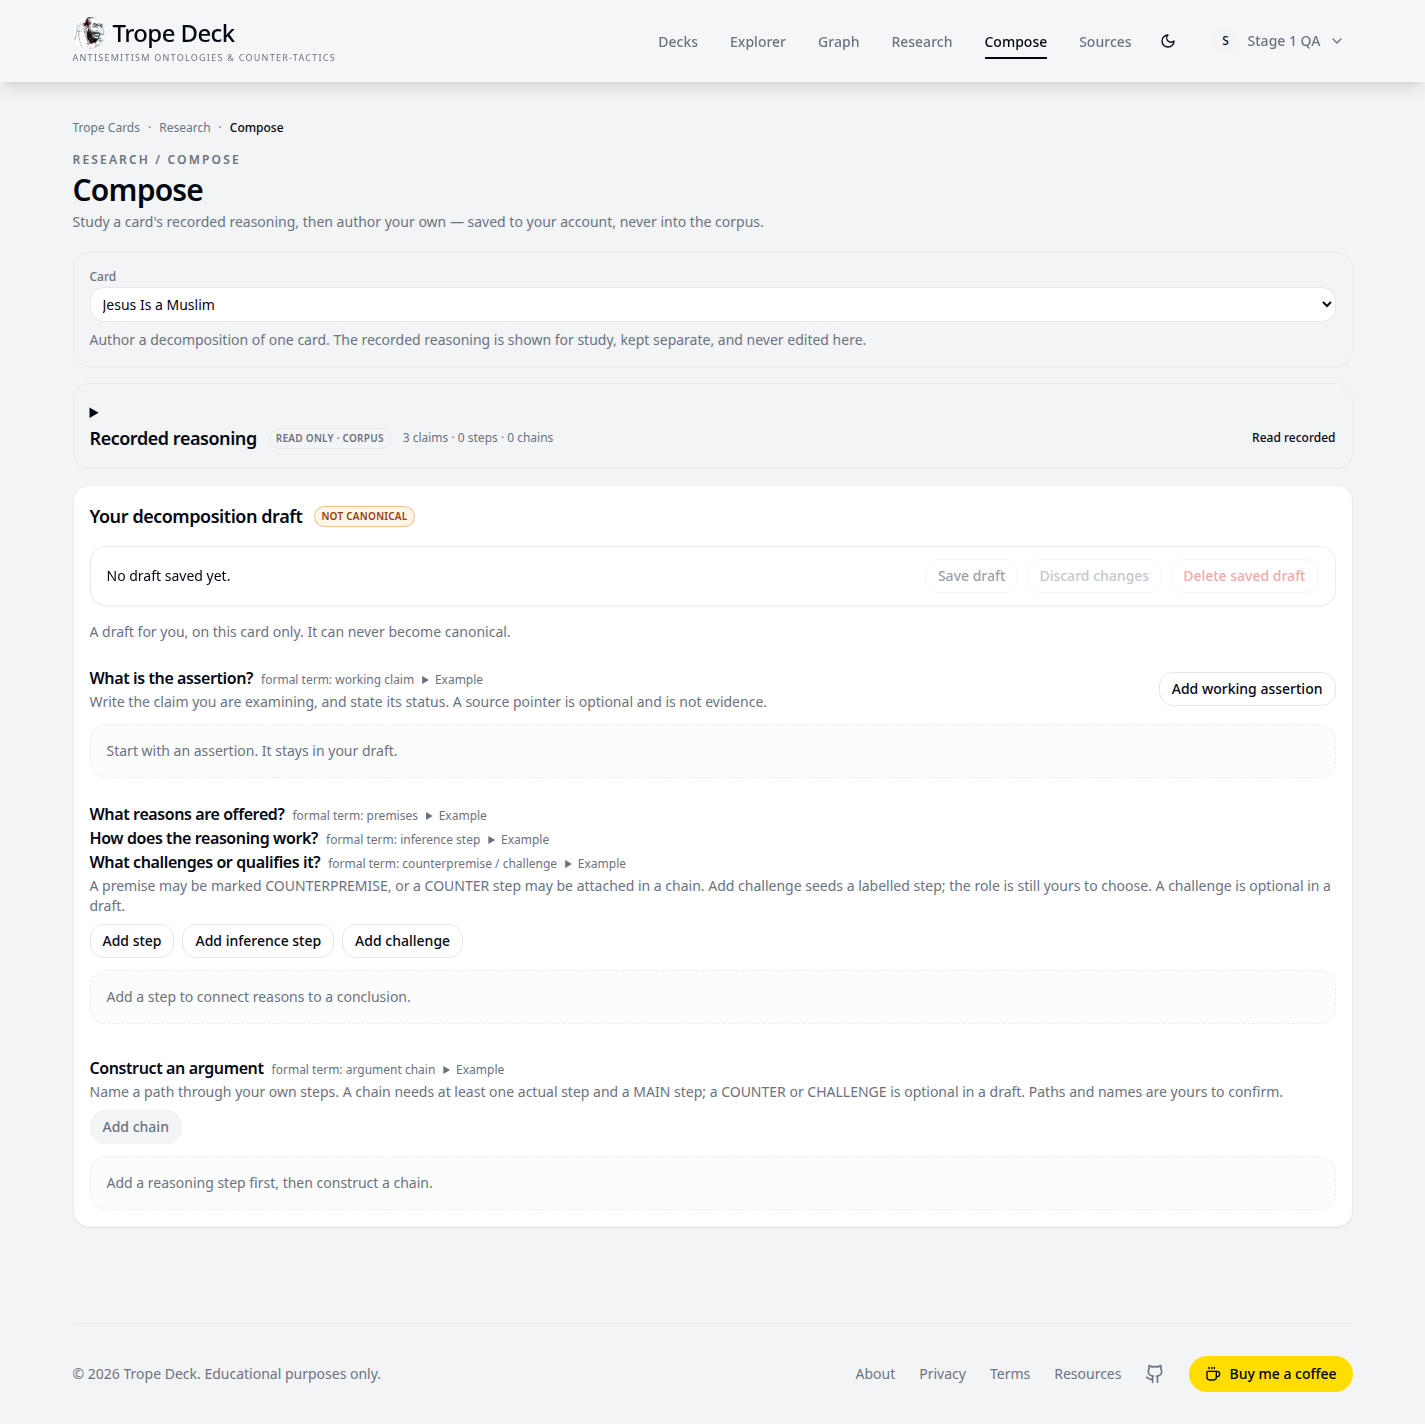 Trope Deck
ANTISEMITISM ONTOLOGIES & COUNTER-TACTICS
Decks
Explorer
Graph
Research
Compose
Sources
S
Stage 1 QA
Trope Cards · Research · Compose
RESEARCH / COMPOSE
Compose
Study a card's recorded reasoning, then author your own — saved to your account, never into the corpus.
Card
Jesus Is a Muslim
Author a decomposition of one card. The recorded reasoning is shown for study, kept separate, and never edited here.
Recorded reasoning READ ONLY · CORPUS 3 claims · 0 steps · 0 chains Read recorded
Your decomposition draft NOT CANONICAL
No draft saved yet. Save draft Discard changes Delete saved draft
A draft for you, on this card only. It can never become canonical.
What is the assertion? formal term: working claim ▶ Example
Add working assertion
Write the claim you are examining, and state its status. A source pointer is optional and is not evidence.
Start with an assertion. It stays in your draft.
What reasons are offered? formal term: premises ▶ Example
How does the reasoning work? formal term: inference step ▶ Example
What challenges or qualifies it? formal term: counterpremise / challenge ▶ Example
A premise may be marked COUNTERPREMISE, or a COUNTER step may be attached in a chain. Add challenge seeds a labelled step; the role is still yours to choose. A challenge is optional in a
draft.
Add step Add inference step Add challenge
Add a step to connect reasons to a conclusion.
Construct an argument formal term: argument chain ▶ Example
Name a path through your own steps. A chain needs at least one actual step and a MAIN step; a COUNTER or CHALLENGE is optional in a draft. Paths and names are yours to confirm.
Add chain
Add a reasoning step first, then construct a chain.
© 2026 Trope Deck. Educational purposes only.
About
Privacy
Terms
Resources
Buy me a coffee